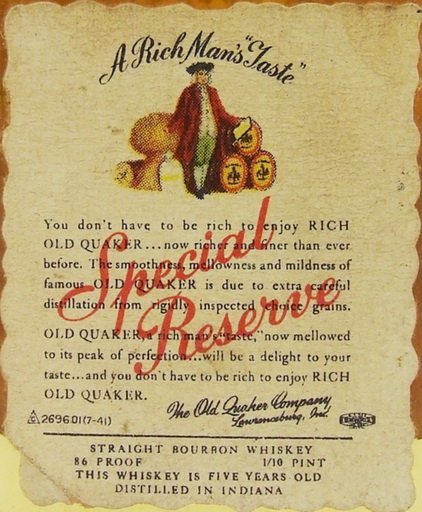 A Rich Man's "Taste"
You don't have to be rich to enjoy RICH
OLD QUAKER...now richer and finer than ever
before. The smoothness, mellowness and mildness of
famous OLD QUAKER is due to extra careful
distillation from rigidly inspected choice grains.
Special
Reserve
OLD QUAKER, a rich man's "taste," now mellowed
to its peak of perfection...will be a delight to your
taste...and you don't have to be rich to enjoy RICH
OLD QUAKER.
The Old Quaker Company
Lawrenceburg, Ind.
269601(7-41)
STRAIGHT BOURBON WHISKEY
86 PROOF 1/10 PINT
THIS WHISKEY IS FIVE YEARS OLD
DISTILLED IN INDIANA